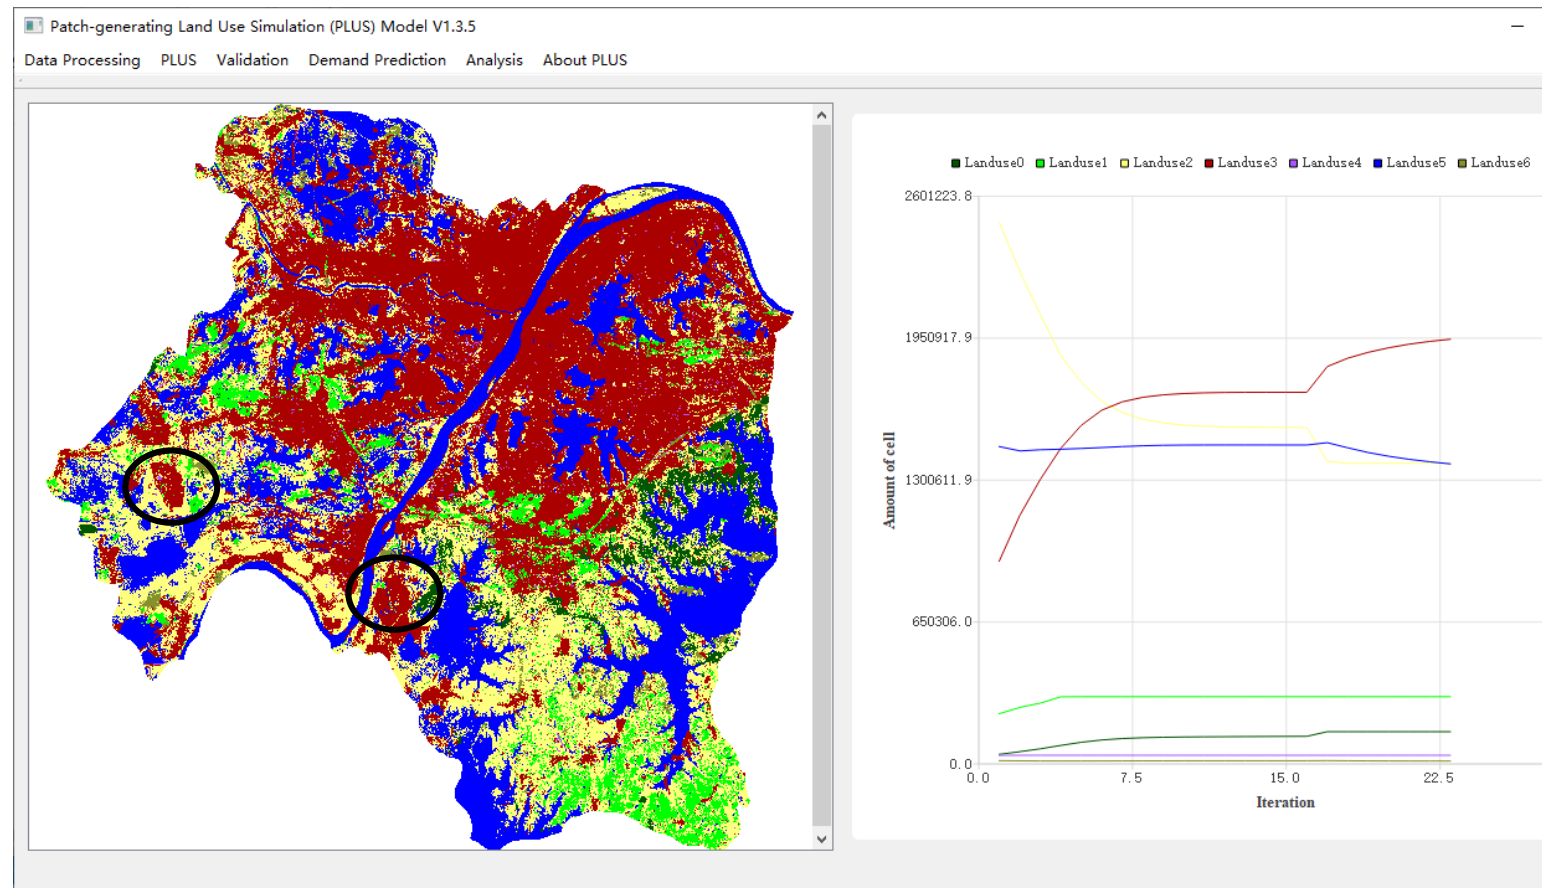 Patch-generating Land Use Simulation (PLUS) Model V1.3.5
Data Processing PLUS Validation Demand Prediction Analysis About PLUS
Landuse0 Landuse1 Landuse2 Landuse3 Landuse4 Landuse5 Landuse6
2601223.8
1950917.9
1300611.9
650306.0
0.0
Amount of cell
0.0 7.5 15.0 22.5
Iteration